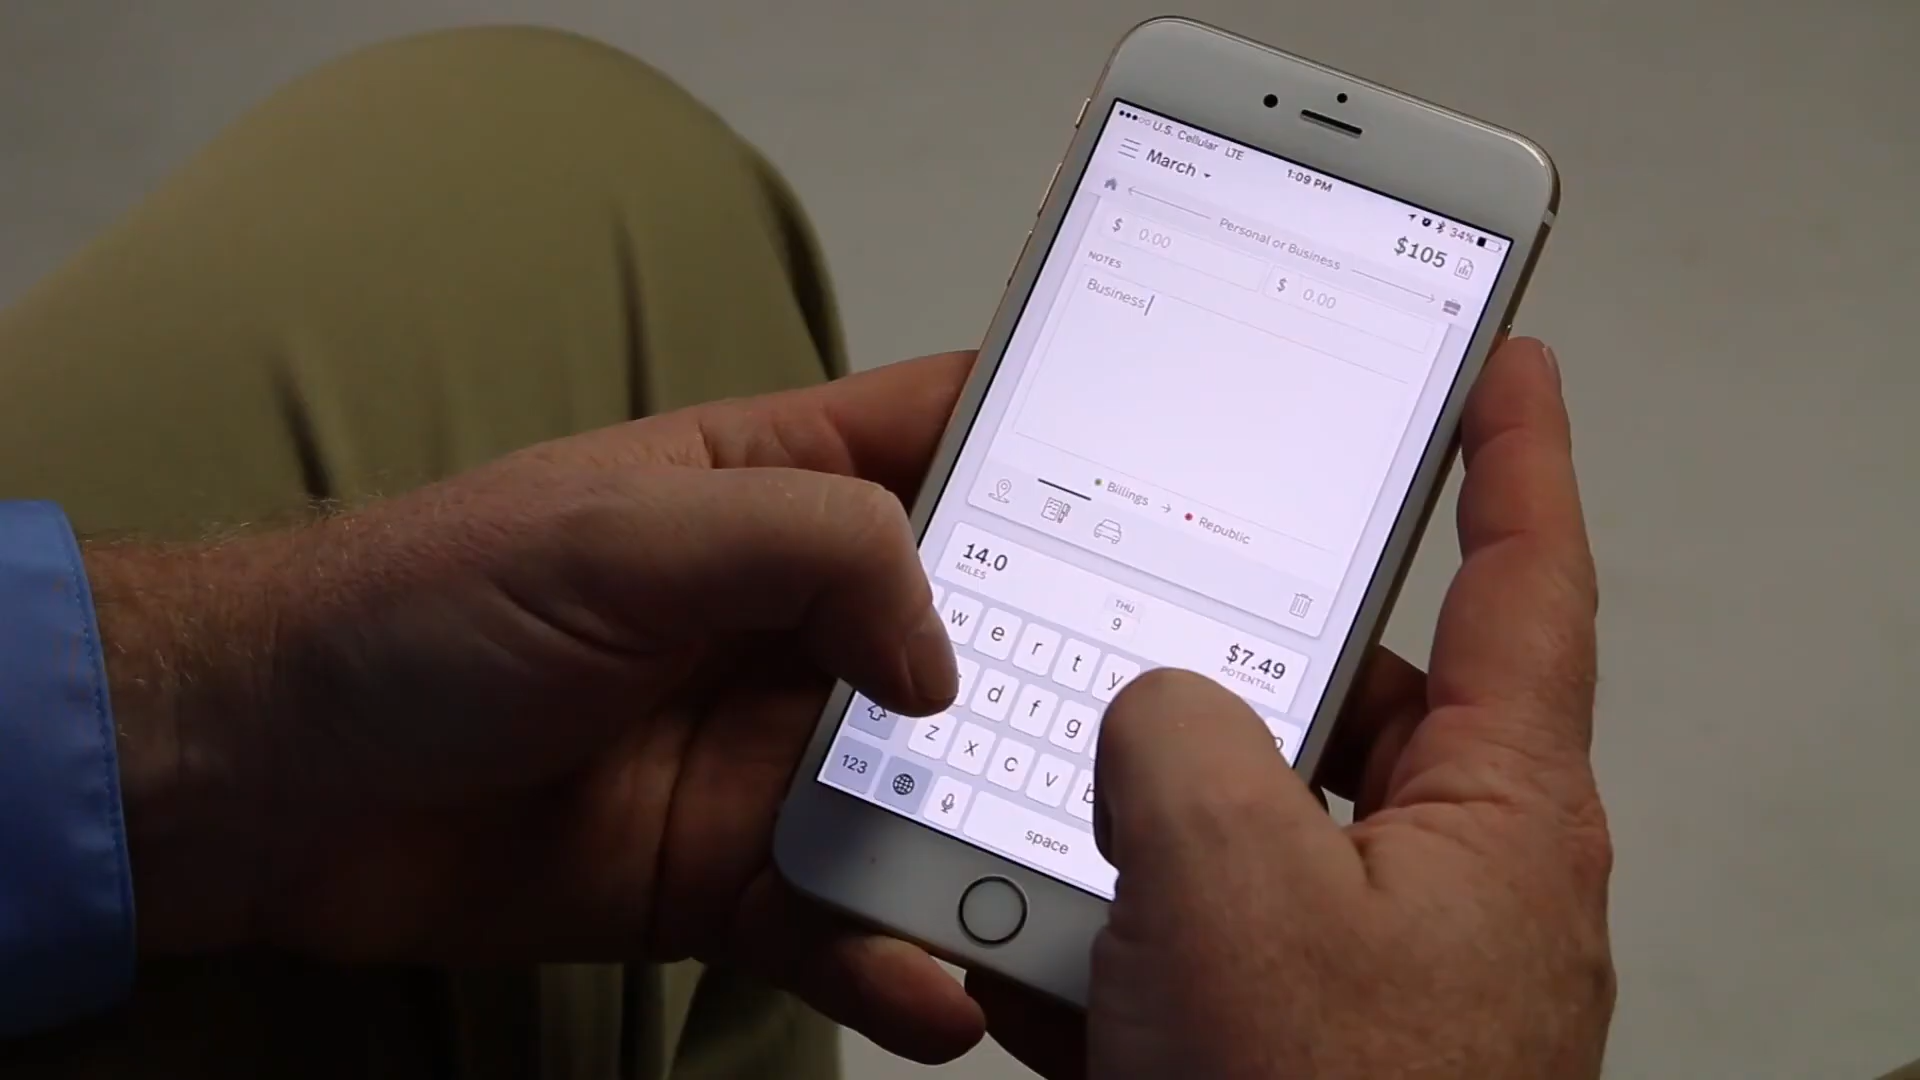 U.S. Cellular LTE
1:09 PM
34%
March
$105
Personal or Business
$ 0.00
$ 0.00
NOTES
Business
Billings → Republic
14.0
MILES
THU
9
$7.49
POTENTIAL
w e r t y
d f g
z x c v b
123 space